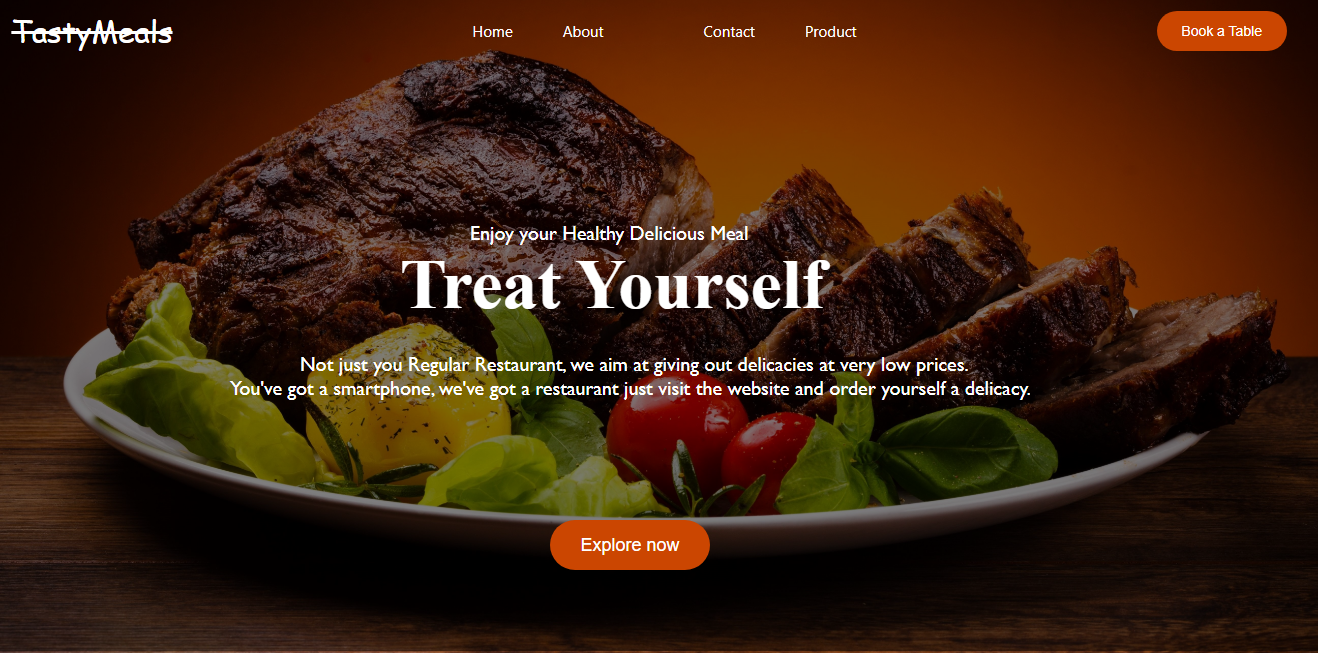 TastyMeals Home About Contact Product Book a Table
Enjoy your Healthy Delicious Meal
Treat Yourself
Not just you Regular Restaurant, we aim at giving out delicacies at very low prices.
You've got a smartphone, we've got a restaurant just visit the website and order yourself a delicacy.
Explore now